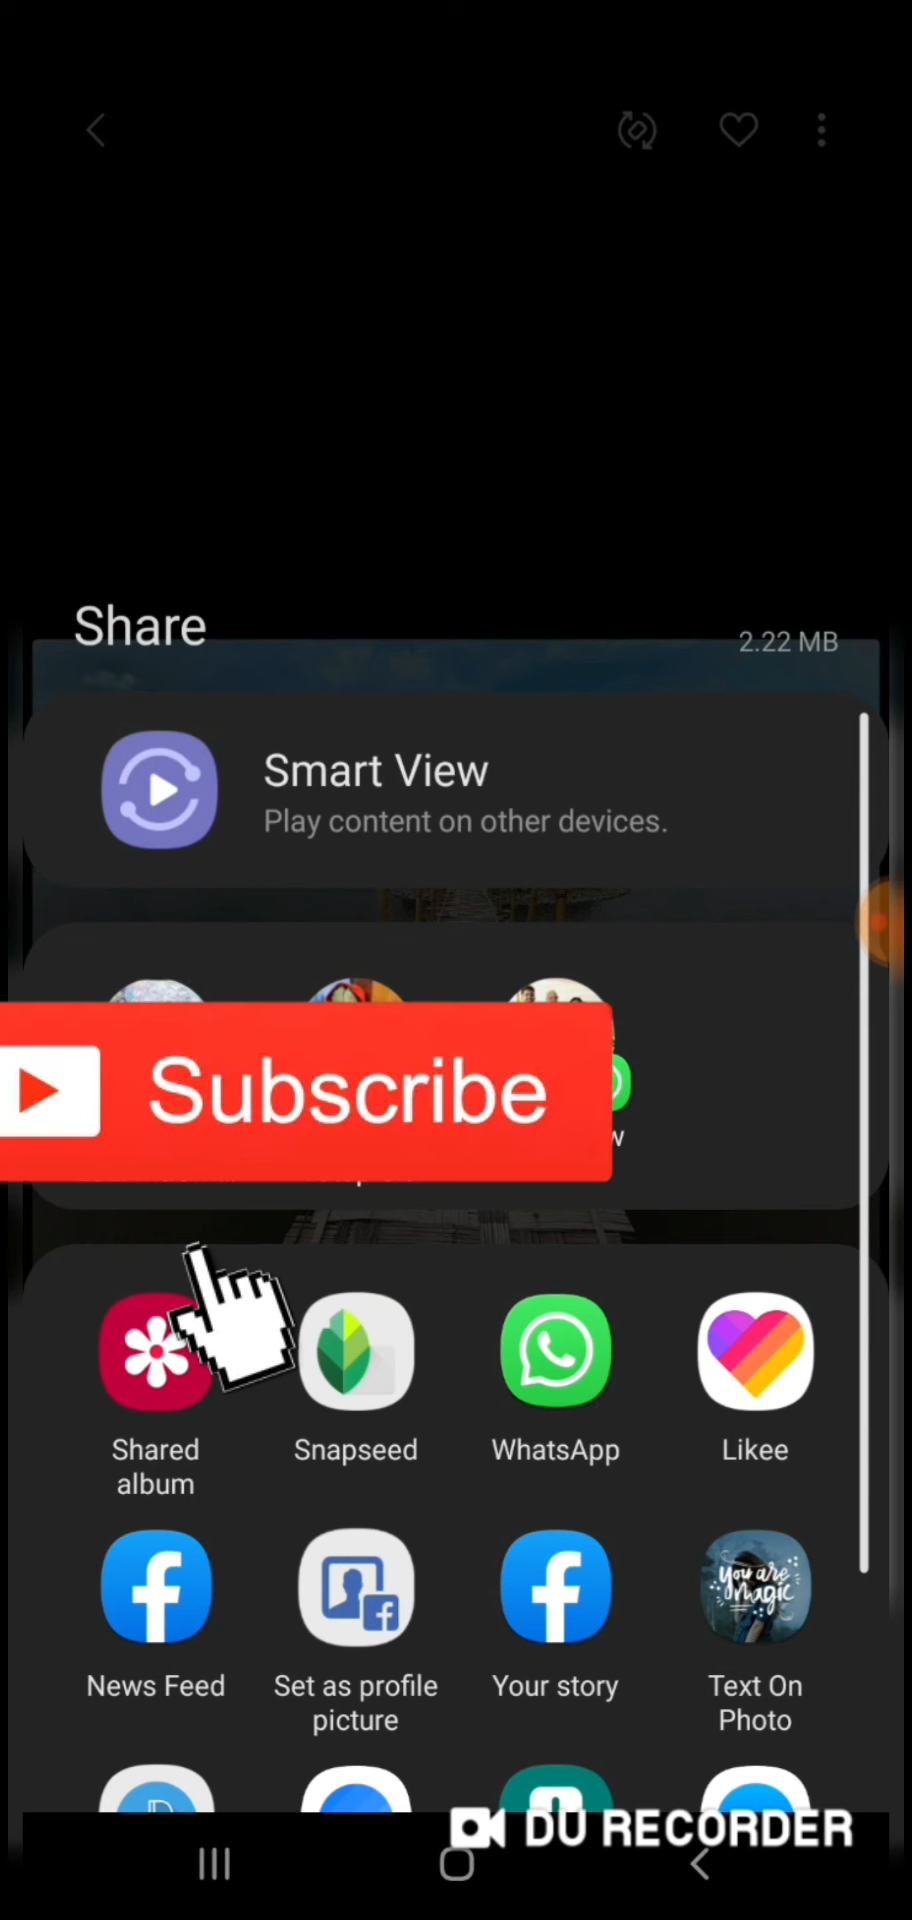 Share
2.22 MB
Smart View
Play content on other devices.
Subscribe
Shared
album
Snapseed
WhatsApp
Likee
you are
magic
News Feed
Set as profile
picture
Your story
Text On
Photo
DU RECORDER